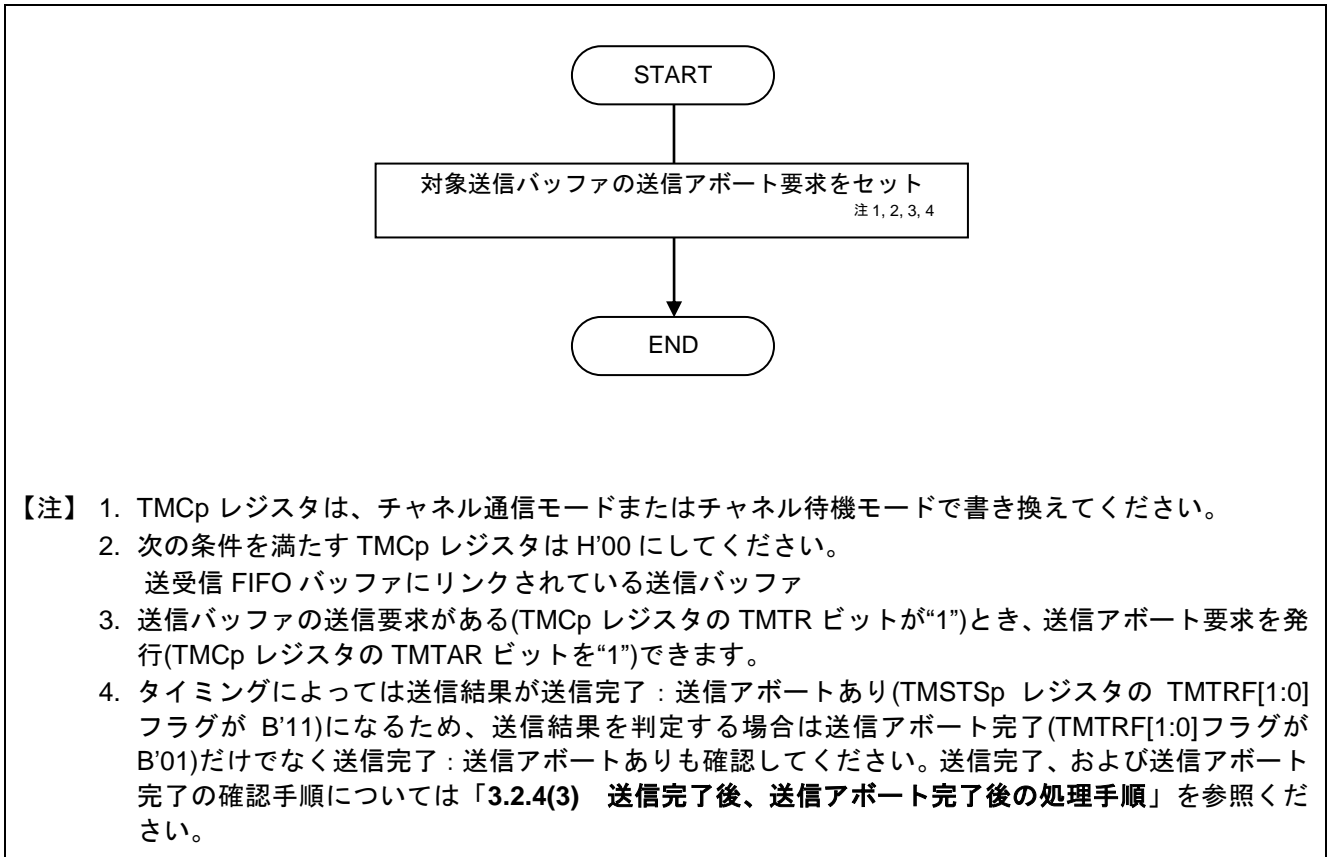 START
対象送信バッファの送信アボート要求をセット
注 1, 2, 3, 4
END
【注】 1. TMCp レジスタは、チャネル通信モードまたはチャネル待機モードで書き換えてください。
2. 次の条件を満たす TMCp レジスタは H'00 にしてください。
送受信 FIFO バッファにリンクされている送信バッファ
3. 送信バッファの送信要求がある(TMCp レジスタの TMTR ビットが“1”)とき、送信アボート要求を発
行(TMCp レジスタの TMTAR ビットを“1”)できます。
4. タイミングによっては送信結果が送信完了：送信アボートあり(TMSTSp レジスタの TMTRF[1:0]
フラグが B’11)になるため、送信結果を判定する場合は送信アボート完了(TMTRF[1:0]フラグが
B’01)だけでなく送信完了：送信アボートありも確認してください。送信完了、および送信アボート
完了の確認手順については「3.2.4(3) 送信完了後、送信アボート完了後の処理手順」を参照くだ
さい。